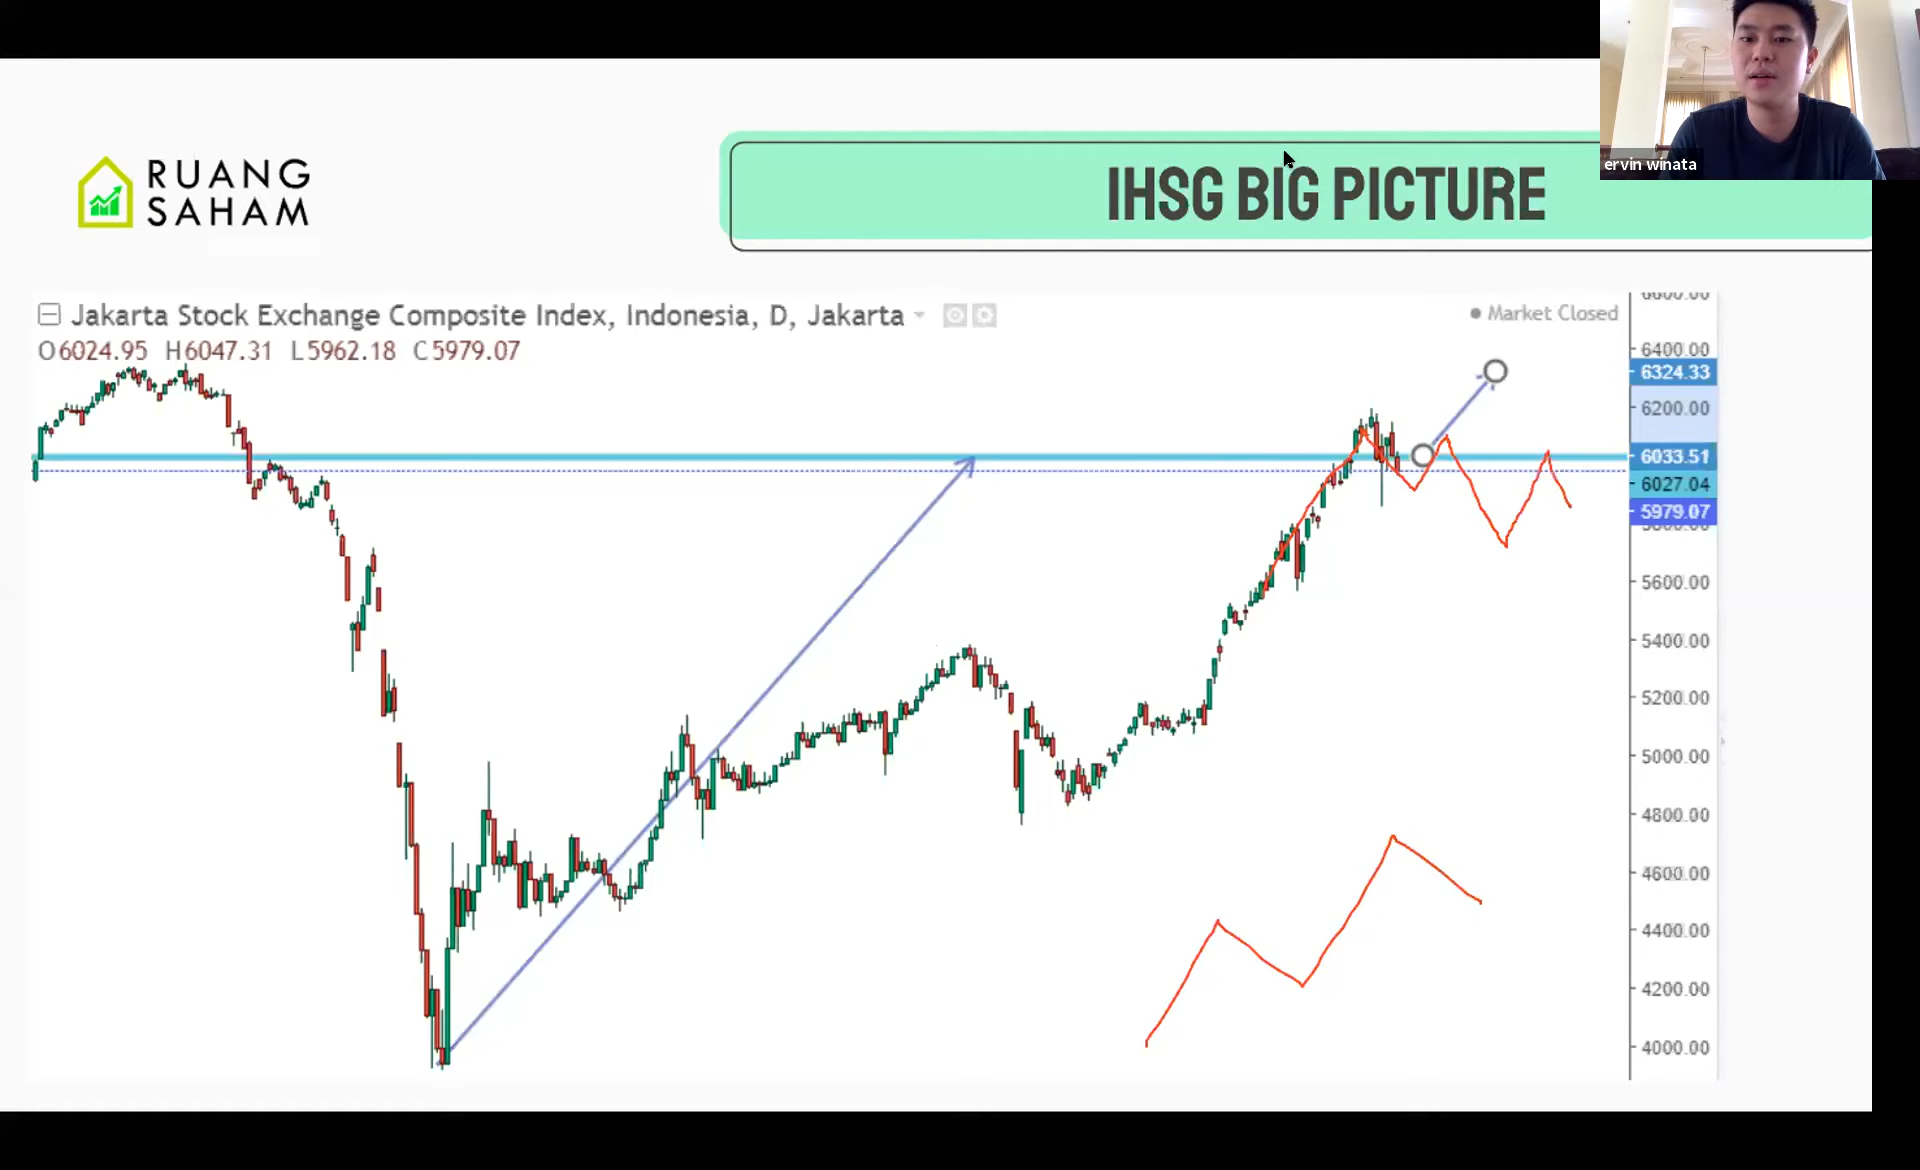 ervin winata
RUANG
SAHAM
IHSG BIG PICTURE
Jakarta Stock Exchange Composite Index, Indonesia, D, Jakarta
Market Closed
O6024.95 H6047.31 L5962.18 C5979.07
6600.00
6400.00
6324.33
6200.00
6033.51
6027.04
5979.07
5600.00
5400.00
5200.00
5000.00
4800.00
4600.00
4400.00
4200.00
4000.00